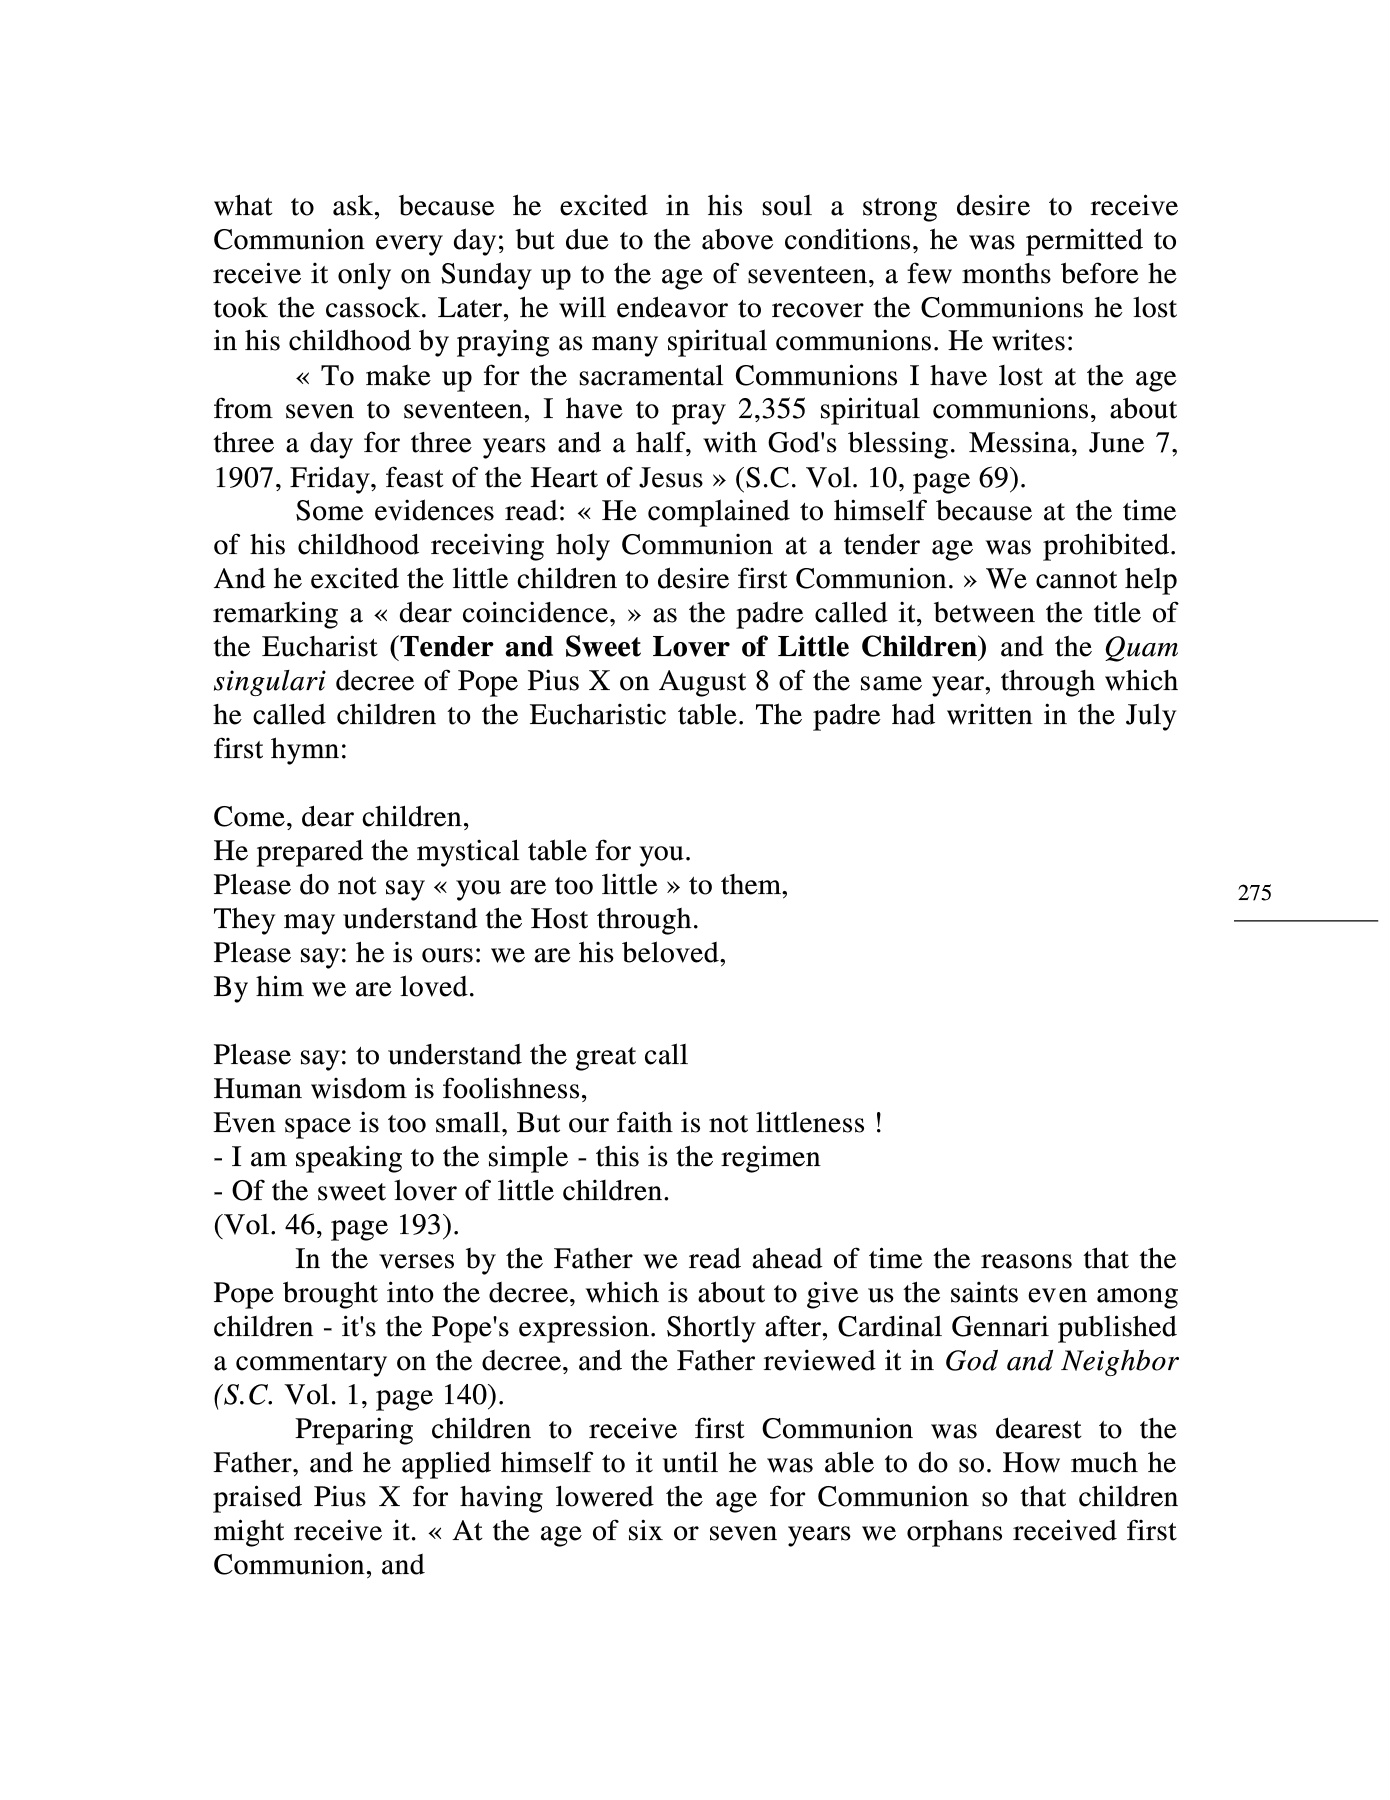 what to ask, because he excited in his soul a strong desire to receive
Communion every day; but due to the above conditions, he was permitted to
receive it only on Sunday up to the age of seventeen, a few months before he
took the cassock. Later, he will endeavor to recover the Communions he lost
in his childhood by praying as many spiritual communions. He writes:
« To make up for the sacramental Communions I have lost at the age
from seven to seventeen, I have to pray 2,355 spiritual communions, about
three a day for three years and a half, with God's blessing. Messina, June 7,
1907, Friday, feast of the Heart of Jesus » (S.C. Vol. 10, page 69).
Some evidences read: « He complained to himself because at the time
of his childhood receiving holy Communion at a tender age was prohibited.
And he excited the little children to desire first Communion. » We cannot help
remarking a « dear coincidence, » as the padre called it, between the title of
the Eucharist (Tender and Sweet Lover of Little Children) and the Quam
singulari decree of Pope Pius X on August 8 of the same year, through which
he called children to the Eucharistic table. The padre had written in the July
first hymn:
Come, dear children,
He prepared the mystical table for you.
Please do not say « you are too little » to them,
They may understand the Host through.
Please say: he is ours: we are his beloved,
By him we are loved.
Please say: to understand the great call
Human wisdom is foolishness,
Even space is too small, But our faith is not littleness !
- I am speaking to the simple - this is the regimen
- Of the sweet lover of little children.
(Vol. 46, page 193).
In the verses by the Father we read ahead of time the reasons that the
Pope brought into the decree, which is about to give us the saints even among
children - it's the Pope's expression. Shortly after, Cardinal Gennari published
a commentary on the decree, and the Father reviewed it in God and Neighbor
(S.C. Vol. 1, page 140).
Preparing children to receive first Communion was dearest to the
Father, and he applied himself to it until he was able to do so. How much he
praised Pius X for having lowered the age for Communion so that children
might receive it. « At the age of six or seven years we orphans received first
Communion, and
275